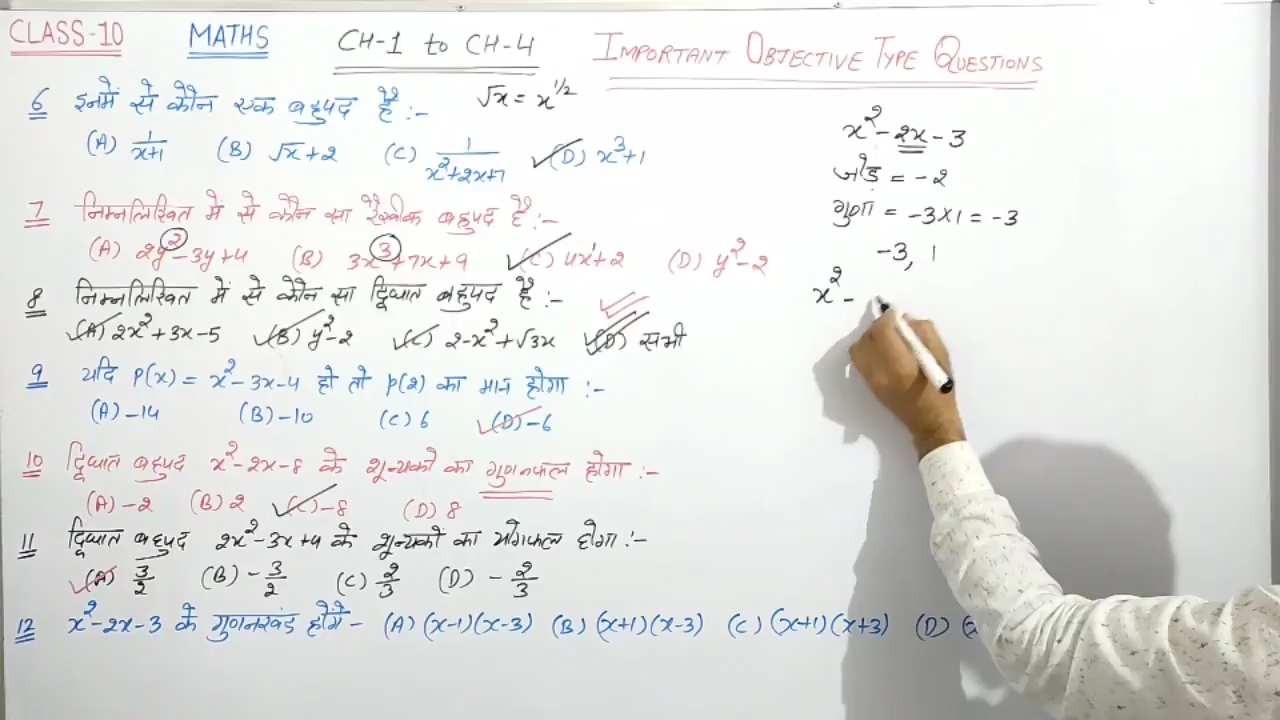 CLASS-10 MATHS CH-1 to CH-4 IMPORTANT OBJECTIVE TYPE QUESTIONS
6 इनमें से कौन एक बहुपद है :- √x = x^1/2
(A) 1/x+1 (B) √x+2 (C) 1/x²+2x+7 (D) x³+1
7 निम्नलिखित में से कौन सा रैखीक बहुपद है :-
(A) 2y²-3y+4 (B) 3x³+7x+9 (C) 4x¹+2 (D) y²-2
8 निम्नलिखित में से कौन सा द्विघात बहुपद है :-
(A) 2x²+3x-5 (B) y²-2 (C) 2-x²+√3x (D) सभी
9 यदि P(x) = x²-3x-4 हो तो P(2) का मान होगा :-
(A) -14 (B) -10 (C) 6 (D) -6
10 द्विघात बहुपद x²-2x-8 के शून्यकों का गुणनफल होगा :-
(A) -2 (B) 2 (C) -8 (D) 8
11 द्विघात बहुपद 2x²-3x+4 के शून्यकों का योगफल होगा :-
(A) 3/2 (B) -3/2 (C) 2/3 (D) -2/3
12 x²-2x-3 के गुणनखंड होंगे - (A) (x-1)(x-3) (B) (x+1)(x-3) (C) (x+1)(x+3) (D)
x²-2x-3
जोड़ = -2
गुणा = -3×1 = -3
-3, 1
x² -